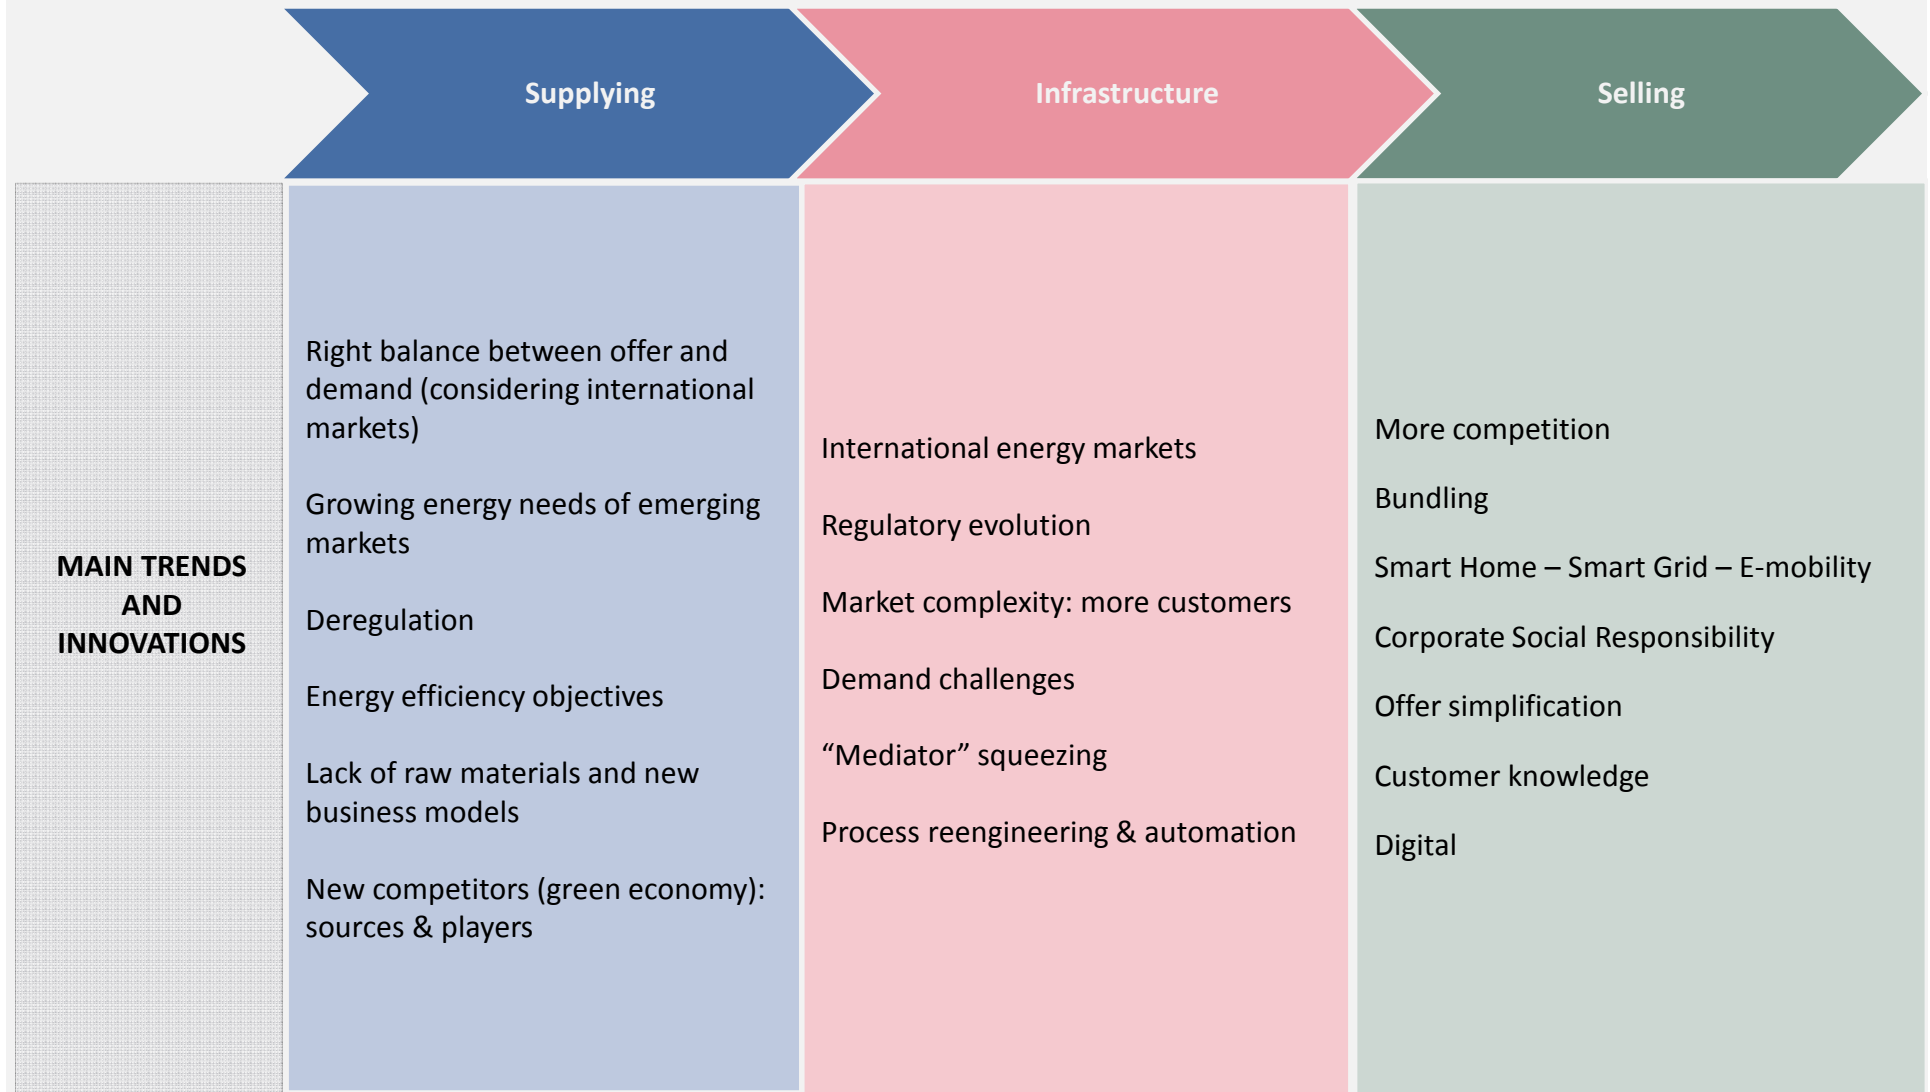 Supplying
Infrastructure
Selling
MAIN TRENDS
AND
INNOVATIONS
Right balance between offer and
demand (considering international
markets)
Growing energy needs of emerging
markets
Deregulation
Energy efficiency objectives
Lack of raw materials and new
business models
New competitors (green economy):
sources & players
International energy markets
Regulatory evolution
Market complexity: more customers
Demand challenges
“Mediator” squeezing
Process reengineering & automation
More competition
Bundling
Smart Home – Smart Grid – E-mobility
Corporate Social Responsibility
Offer simplification
Customer knowledge
Digital